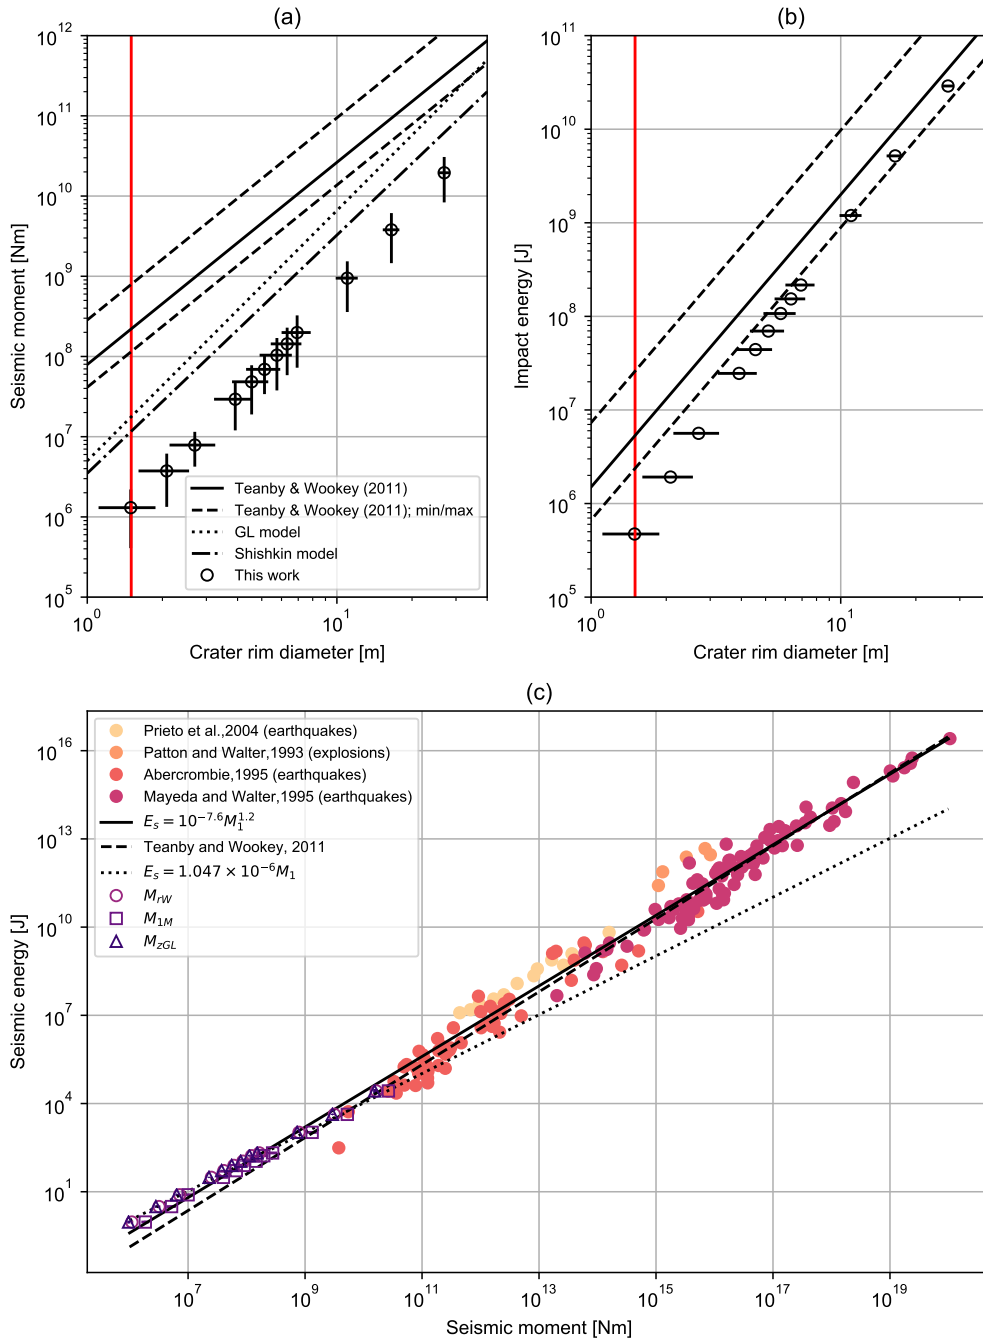 (a)
Seismic moment [Nm]
10^12
10^11
10^10
10^9
10^8
10^7
10^6
10^5
Teanby & Wookey (2011)
Teanby & Wookey (2011); min/max
GL model
Shishkin model
This work
10^0
10^1
Crater rim diameter [m]
(b)
Impact energy [J]
10^11
10^10
10^9
10^8
10^7
10^6
10^5
10^0
10^1
Crater rim diameter [m]
(c)
Seismic energy [J]
10^16
10^13
10^10
10^7
10^4
10^1
Prieto et al.,2004 (earthquakes)
Patton and Walter,1993 (explosions)
Abercrombie,1995 (earthquakes)
Mayeda and Walter,1995 (earthquakes)
E_s = 10^{-7.6} M_1^{1.2}
Teanby and Wookey, 2011
E_s = 1.047 × 10^{-6} M_1
M_{rW}
M_{1M}
M_{zGL}
10^7
10^9
10^11
10^13
10^15
10^17
10^19
Seismic moment [Nm]